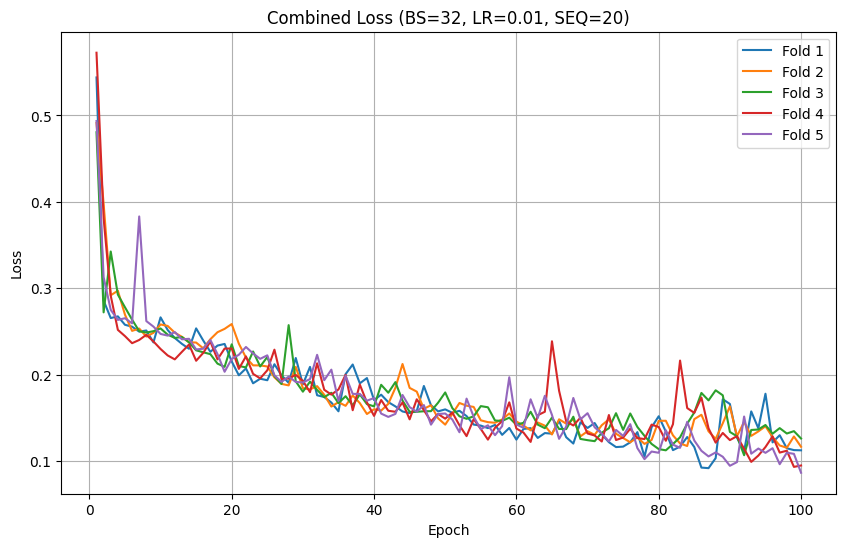 Combined Loss (BS=32, LR=0.01, SEQ=20)
Fold 1
Fold 2
Fold 3
Fold 4
Fold 5
0.5
0.4
0.3
0.2
0.1
Loss
0
20
40
60
80
100
Epoch